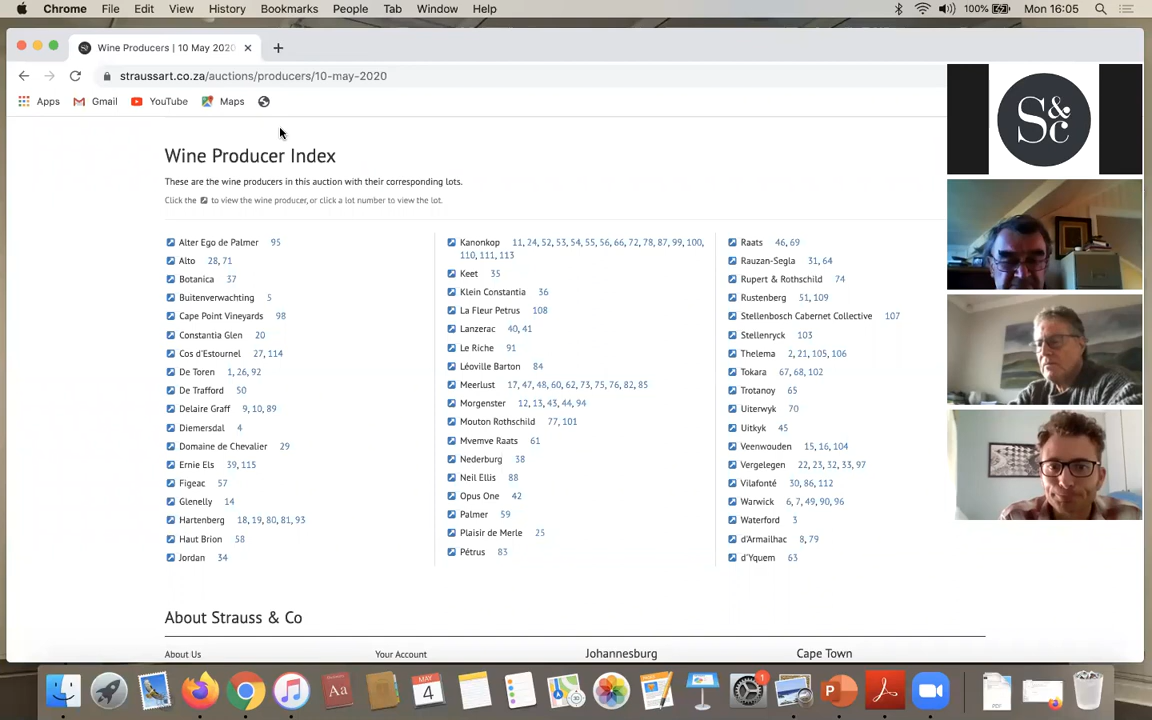 Chrome File Edit View History Bookmarks People Tab Window Help 100% Mon 16:05
Wine Producers | 10 May 2020
straussart.co.za/auctions/producers/10-may-2020
Apps Gmail YouTube Maps
S&c
Wine Producer Index
These are the wine producers in this auction with their corresponding lots.
Click the to view the wine producer, or click a lot number to view the lot.
Alter Ego de Palmer 95
Alto 28, 71
Botanica 37
Buitenverwachting 5
Cape Point Vineyards 98
Constantia Glen 20
Cos d'Estournel 27, 114
De Toren 1, 26, 92
De Trafford 50
Delaire Graff 9, 10, 89
Diemersdal 4
Domaine de Chevalier 29
Ernie Els 39, 115
Figeac 57
Glenelly 14
Hartenberg 18, 19, 80, 81, 93
Haut Brion 58
Jordan 34
Kanonkop 11, 24, 52, 53, 54, 55, 56, 66, 72, 78, 87, 99, 100,
110, 111, 113
Keet 35
Klein Constantia 36
La Fleur Petrus 108
Lanzerac 40, 41
Le Riche 91
Léoville Barton 84
Meerlust 17, 47, 48, 60, 62, 73, 75, 76, 82, 85
Morgenster 12, 13, 43, 44, 94
Mouton Rothschild 77, 101
Mvemve Raats 61
Nederburg 38
Neil Ellis 88
Opus One 42
Palmer 59
Plaisir de Merle 25
Pétrus 83
Raats 46, 69
Rauzan-Segla 31, 64
Rupert & Rothschild 74
Rustenberg 51, 109
Stellenbosch Cabernet Collective 107
Stellenryck 103
Thelema 2, 21, 105, 106
Tokara 67, 68, 102
Trotanoy 65
Uiterwyk 70
Uitkyk 45
Veenwouden 15, 16, 104
Vergelegen 22, 23, 32, 33, 97
Vilafonté 30, 86, 112
Warwick 6, 7, 49, 90, 96
Waterford 3
d'Armailhac 8, 79
d'Yquem 63
About Strauss & Co
About Us Your Account Johannesburg Cape Town
Aa MAY 4 1 P